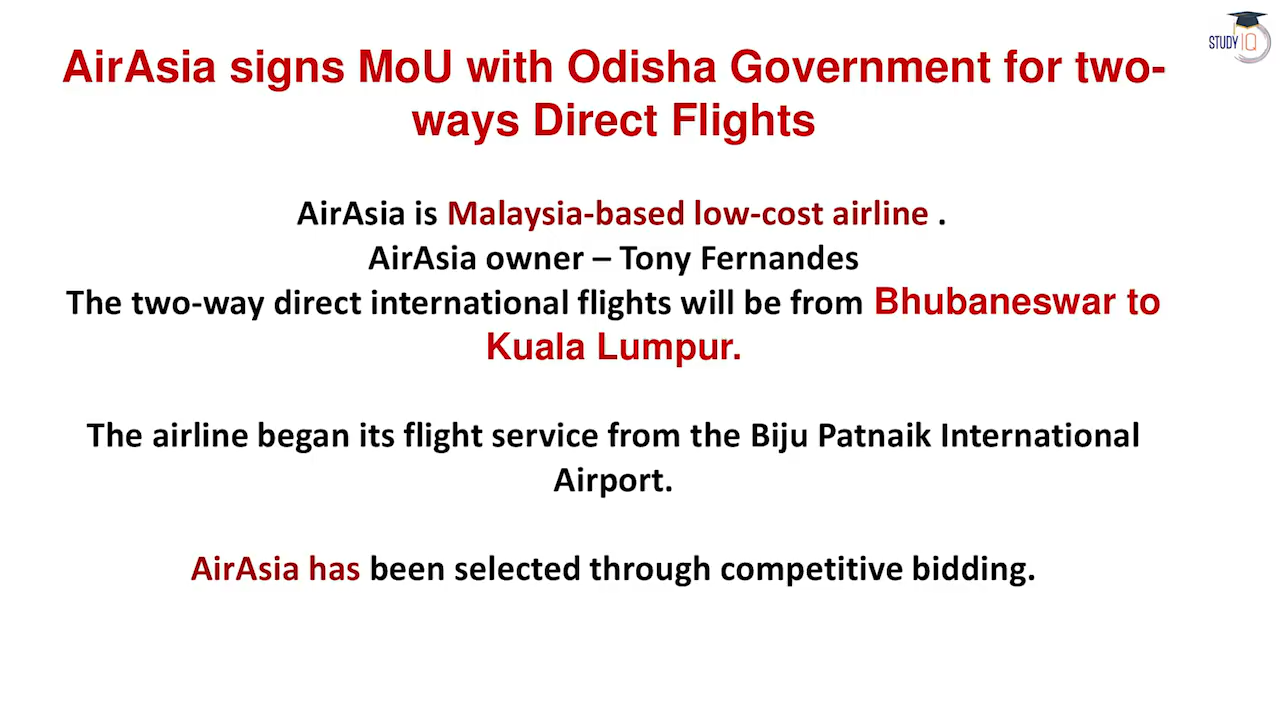 STUDY IQ
AirAsia signs MoU with Odisha Government for two-
ways Direct Flights
AirAsia is Malaysia-based low-cost airline .
AirAsia owner – Tony Fernandes
The two-way direct international flights will be from Bhubaneswar to
Kuala Lumpur.
The airline began its flight service from the Biju Patnaik International
Airport.
AirAsia has been selected through competitive bidding.